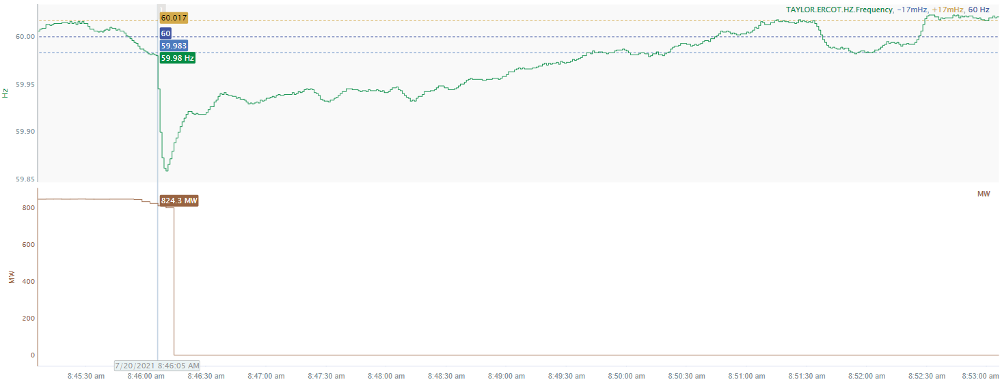 1
TAYLOR.ERCOT.HZ.Frequency, -17mHz, +17mHz, 60 Hz
60.017
60
59.983
59.98 Hz
60.00
59.95
59.90
59.85
Hz
MW
824.3 MW
800
600
400
200
0
MW
7/20/2021 8:46:05 AM
8:45:30 am 8:46:00 am 8:46:30 am 8:47:00 am 8:47:30 am 8:48:00 am 8:48:30 am 8:49:00 am 8:49:30 am 8:50:00 am 8:50:30 am 8:51:00 am 8:51:30 am 8:52:00 am 8:52:30 am 8:53:00 am